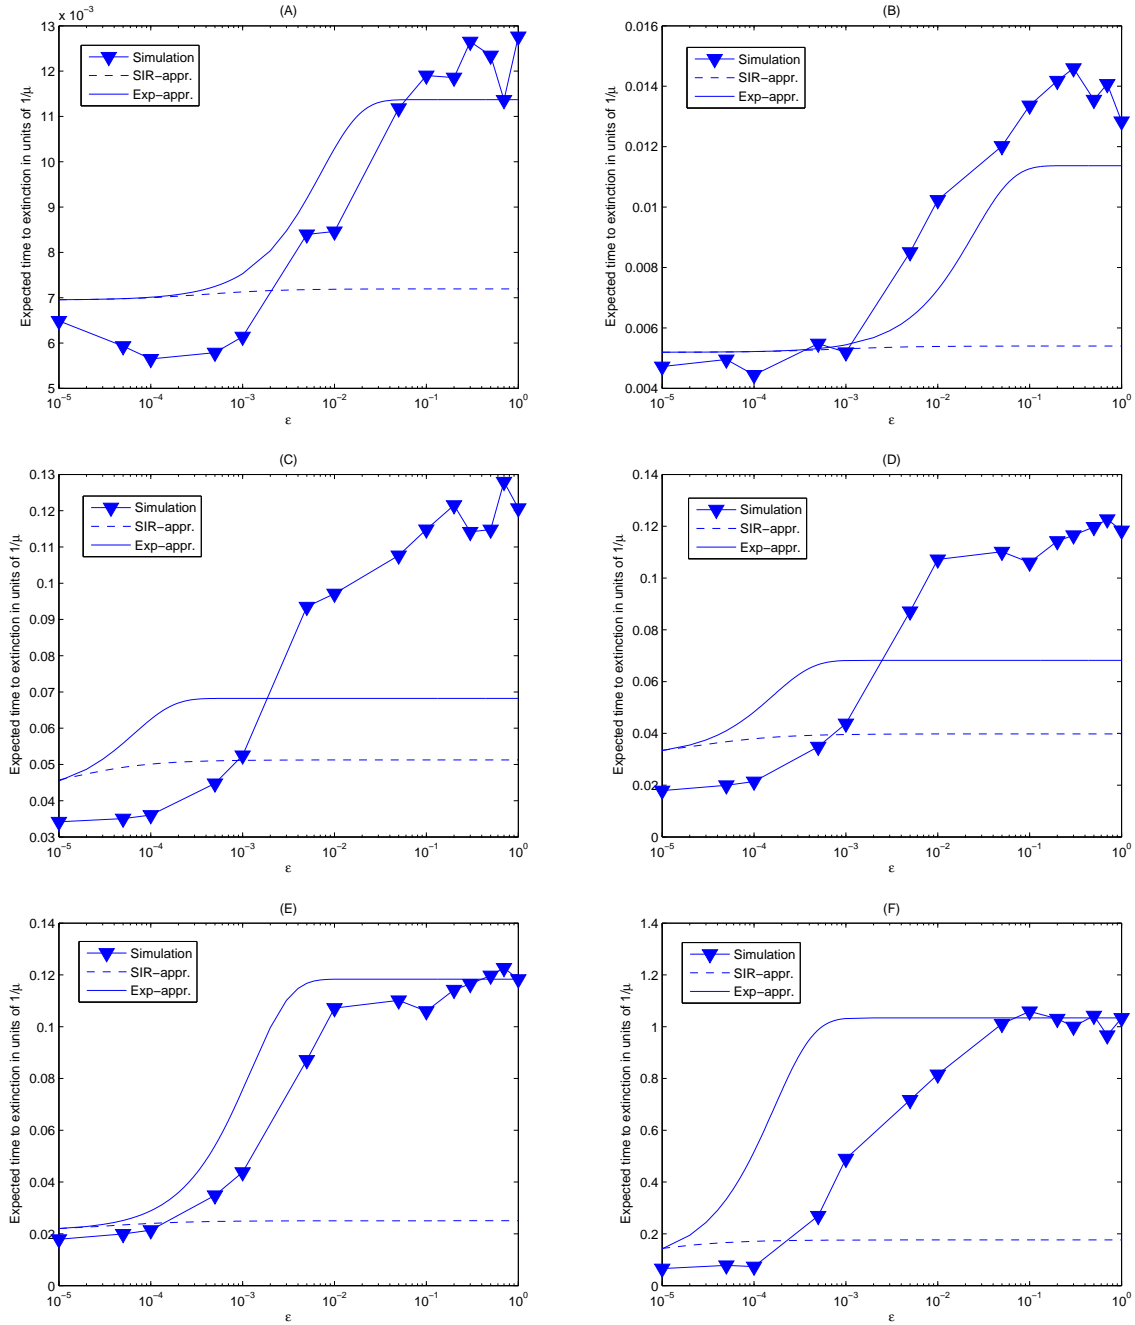 (A)
x 10⁻³
13
12
11
10
9
8
7
6
5
Expected time to extinction in units of 1/μ
Simulation
SIR−appr.
Exp−appr.
10⁻⁵ 10⁻⁴ 10⁻³ 10⁻² 10⁻¹ 10⁰
ε
(B)
0.016
0.014
0.012
0.01
0.008
0.006
0.004
Expected time to extinction in units of 1/μ
Simulation
SIR−appr.
Exp−appr.
10⁻⁵ 10⁻⁴ 10⁻³ 10⁻² 10⁻¹ 10⁰
ε
(C)
0.13
0.12
0.11
0.1
0.09
0.08
0.07
0.06
0.05
0.04
0.03
Expected time to extinction in units of 1/μ
Simulation
SIR−appr.
Exp−appr.
10⁻⁵ 10⁻⁴ 10⁻³ 10⁻² 10⁻¹ 10⁰
ε
(D)
0.14
0.12
0.1
0.08
0.06
0.04
0.02
0
Expected time to extinction in units of 1/μ
Simulation
SIR−appr.
Exp−appr.
10⁻⁵ 10⁻⁴ 10⁻³ 10⁻² 10⁻¹ 10⁰
ε
(E)
0.14
0.12
0.1
0.08
0.06
0.04
0.02
0
Expected time to extinction in units of 1/μ
Simulation
SIR−appr.
Exp−appr.
10⁻⁵ 10⁻⁴ 10⁻³ 10⁻² 10⁻¹ 10⁰
ε
(F)
1.4
1.2
1
0.8
0.6
0.4
0.2
0
Expected time to extinction in units of 1/μ
Simulation
SIR−appr.
Exp−appr.
10⁻⁵ 10⁻⁴ 10⁻³ 10⁻² 10⁻¹ 10⁰
ε